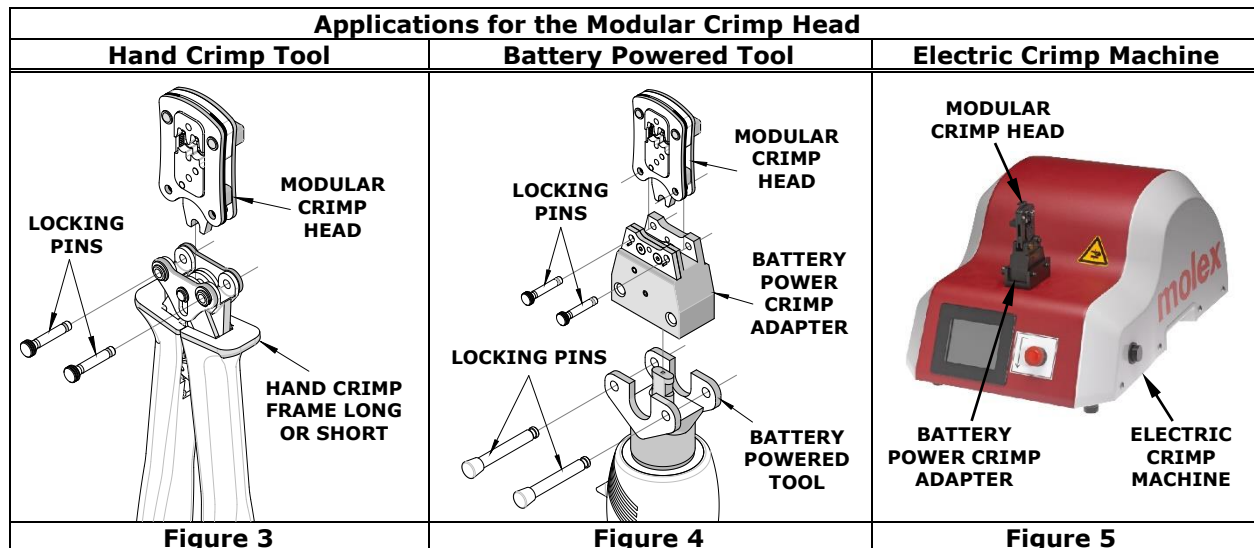 Applications for the Modular Crimp Head
Hand Crimp Tool
Battery Powered Tool
Electric Crimp Machine
MODULAR
CRIMP
HEAD
LOCKING
PINS
HAND CRIMP
FRAME LONG
OR SHORT
MODULAR
CRIMP
HEAD
LOCKING
PINS
BATTERY
POWER
CRIMP
ADAPTER
LOCKING PINS
BATTERY
POWERED
TOOL
MODULAR
CRIMP HEAD
molex
BATTERY
POWER CRIMP
ADAPTER
ELECTRIC
CRIMP
MACHINE
Figure 3
Figure 4
Figure 5